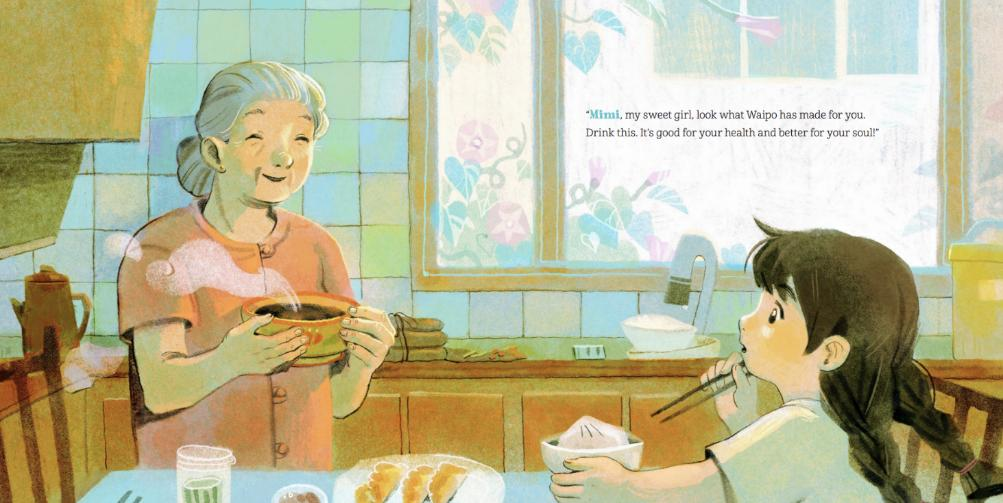 “Mimi, my sweet girl, look what Waipo has made for you.
Drink this. It’s good for your health and better for your soul!”